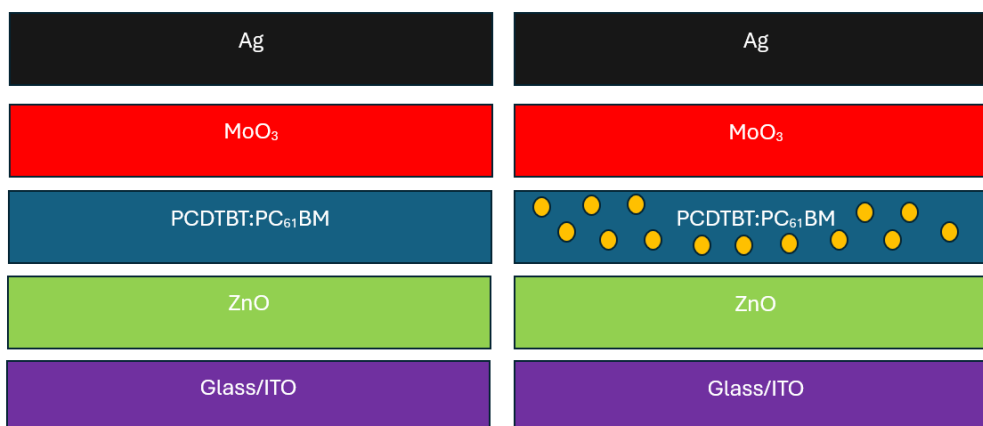 Ag
MoO₃
PCDTBT:PC₆₁BM
ZnO
Glass/ITO
Ag
MoO₃
PCDTBT:PC₆₁BM
ZnO
Glass/ITO